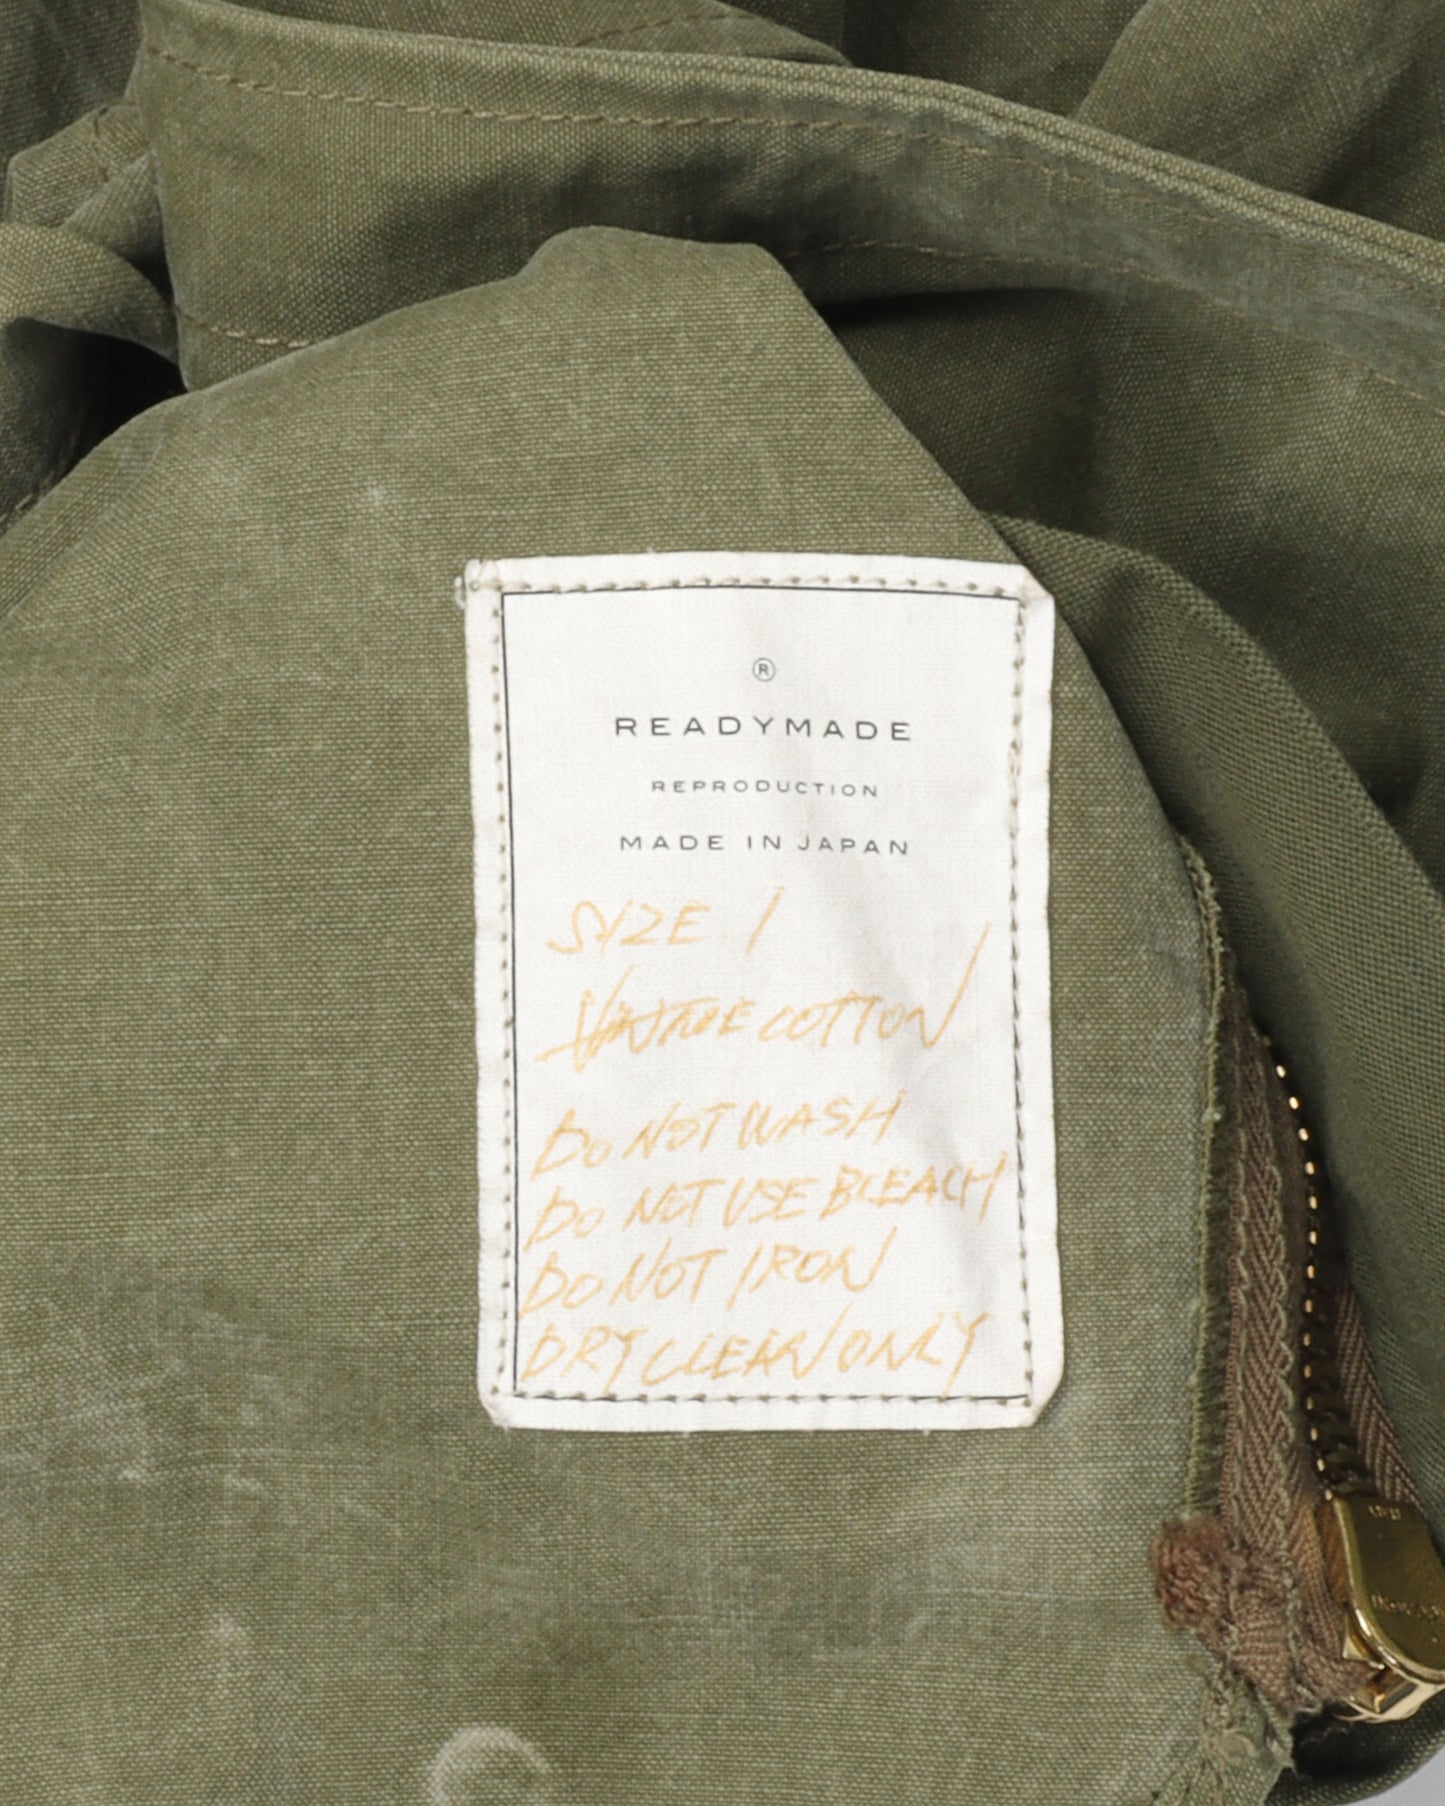 ®
READYMADE
REPRODUCTION
MADE IN JAPAN
SIZE 1
VINTAGE COTTON
DO NOT WASH
DO NOT USE BLEACH
DO NOT IRON
DRY CLEAN ONLY